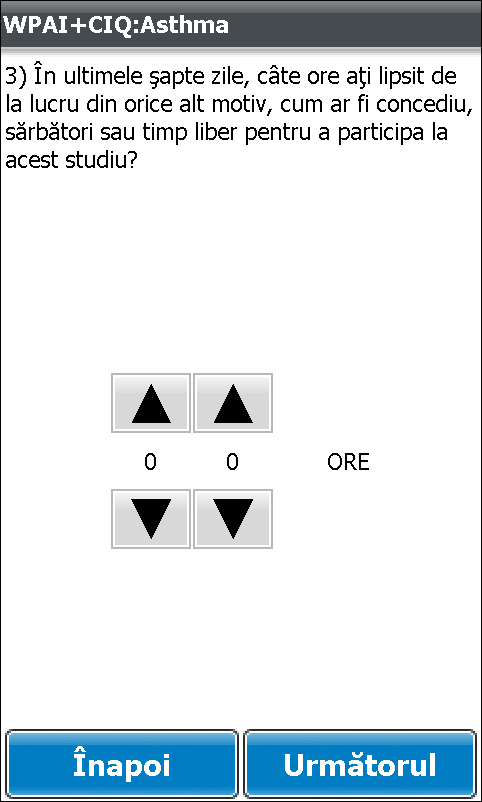 WPAI+CIQ:Asthma
3) În ultimele şapte zile, câte ore aţi lipsit de
la lucru din orice alt motiv, cum ar fi concediu,
sărbători sau timp liber pentru a participa la
acest studiu?
0 0 ORE
Înapoi Următorul